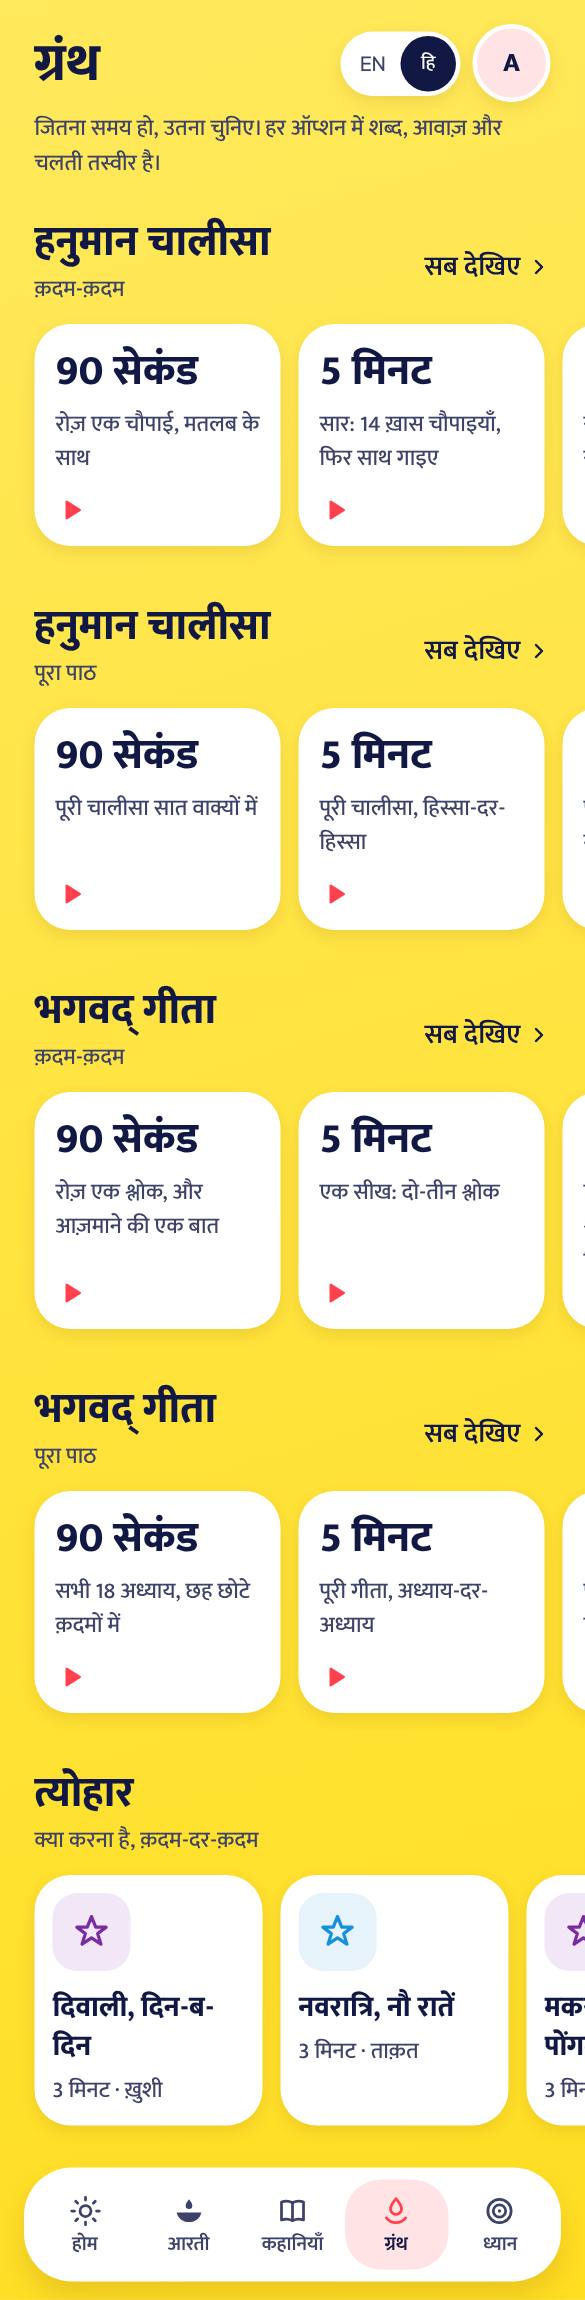 ग्रंथ
EN हि A
जितना समय हो, उतना चुनिए। हर ऑप्शन में शब्द, आवाज़ और
चलती तस्वीर है।
हनुमान चालीसा
सब देखिए
क़दम-क़दम
90 सेकंड
रोज़ एक चौपाई, मतलब के
साथ
5 मिनट
सार: 14 ख़ास चौपाइयाँ,
फिर साथ गाइए
हनुमान चालीसा
सब देखिए
पूरा पाठ
90 सेकंड
पूरी चालीसा सात वाक्यों में
5 मिनट
पूरी चालीसा, हिस्सा-दर-
हिस्सा
भगवद् गीता
सब देखिए
क़दम-क़दम
90 सेकंड
रोज़ एक श्लोक, और
आज़माने की एक बात
5 मिनट
एक सीख: दो-तीन श्लोक
भगवद् गीता
सब देखिए
पूरा पाठ
90 सेकंड
सभी 18 अध्याय, छह छोटे
क़दमों में
5 मिनट
पूरी गीता, अध्याय-दर-
अध्याय
त्योहार
क्या करना है, क़दम-दर-क़दम
दिवाली, दिन-ब-
दिन
3 मिनट · ख़ुशी
नवरात्रि, नौ रातें
3 मिनट · ताक़त
होम
आरती
कहानियाँ
ग्रंथ
ध्यान